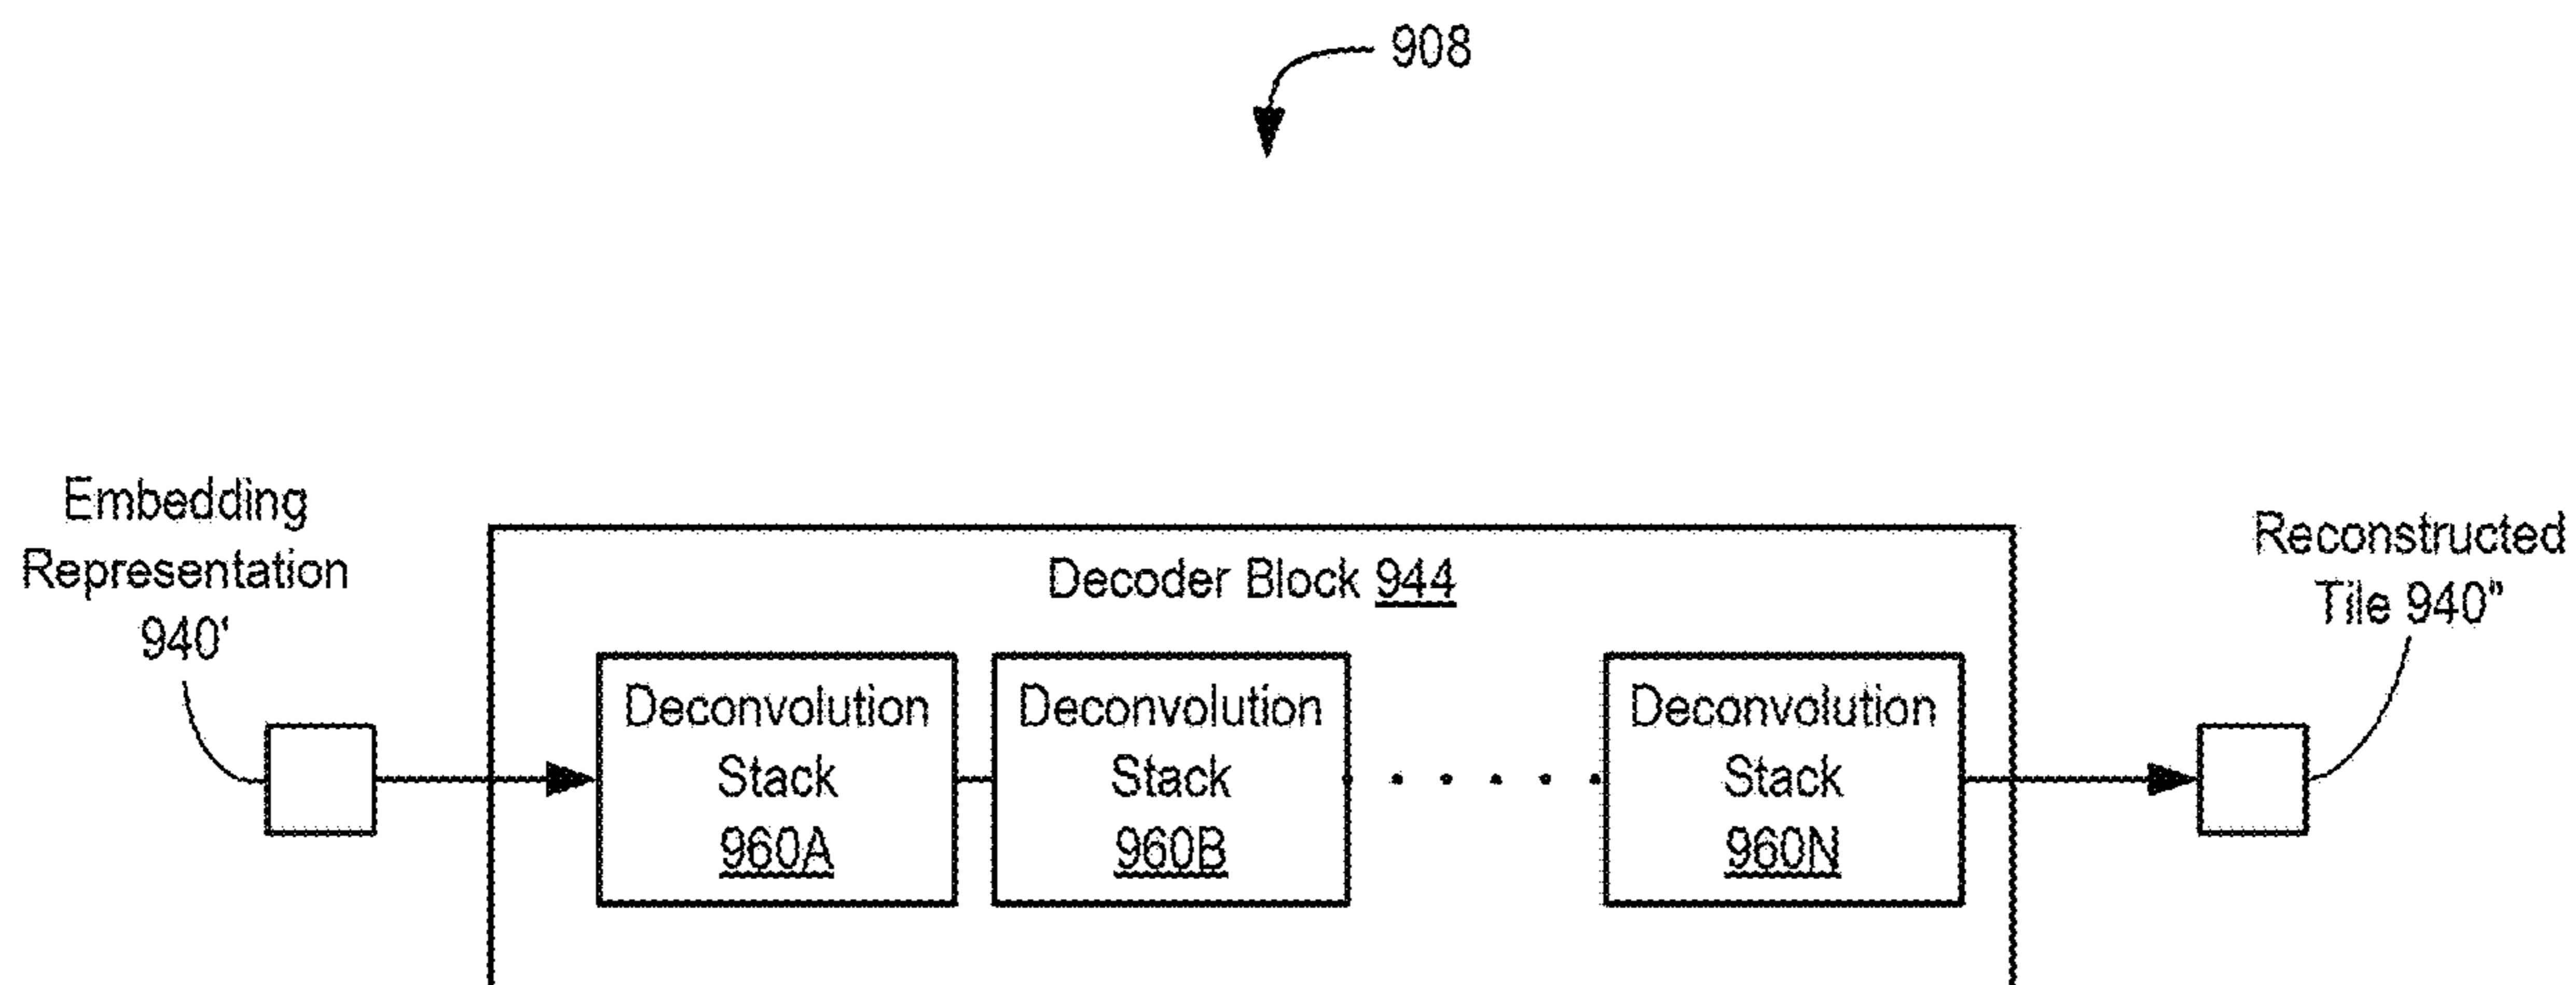 908
Embedding
Representation
940'
Decoder Block 944
Reconstructed
Tile 940"
Deconvolution
Stack
960A
Deconvolution
Stack
960B
Deconvolution
Stack
960N